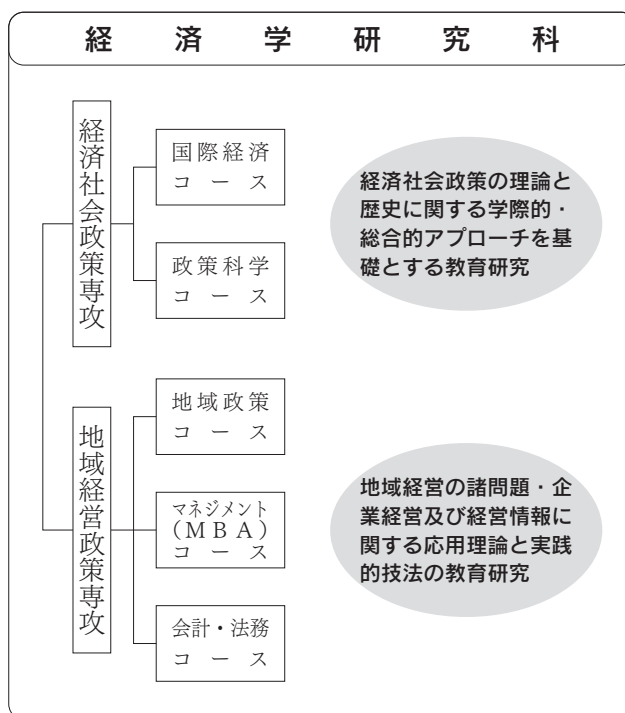 経済学研究科
経済社会政策専攻
国際経済
コース
政策科学
コース
経済社会政策の理論と
歴史に関する学際的・
総合的アプローチを基
礎とする教育研究
地域経営政策専攻
地域政策
コース
マネジメント
(MBA)
コース
会計・法務
コース
地域経営の諸問題・企
業経営及び経営情報に
関する応用理論と実践
的技法の教育研究